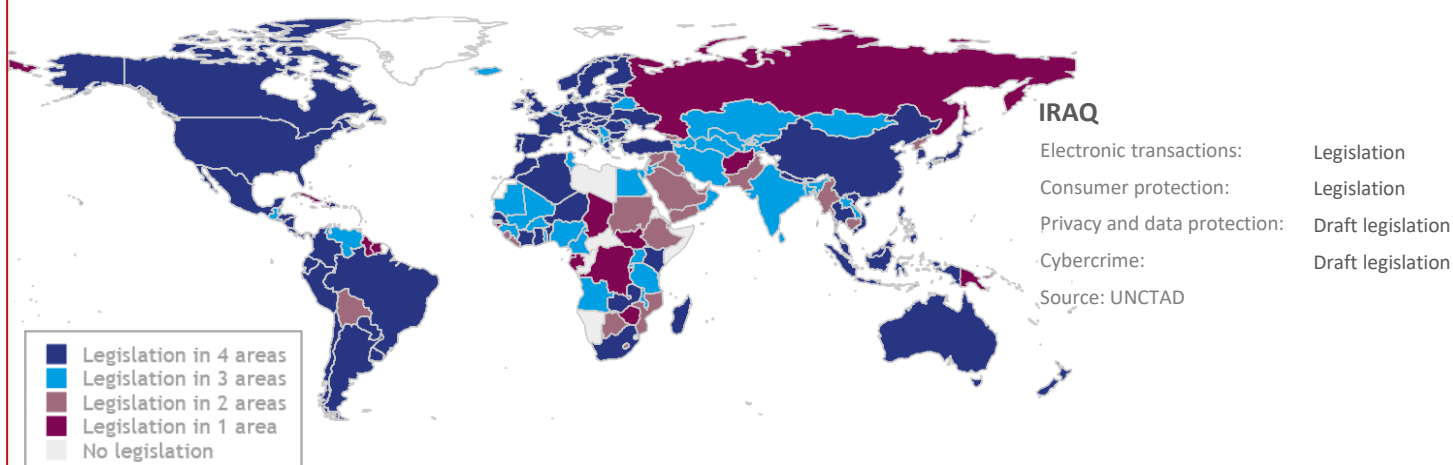 IRAQ
Electronic transactions: Legislation
Consumer protection: Legislation
Privacy and data protection: Draft legislation
Cybercrime: Draft legislation
Source: UNCTAD
Legislation in 4 areas
Legislation in 3 areas
Legislation in 2 areas
Legislation in 1 area
No legislation